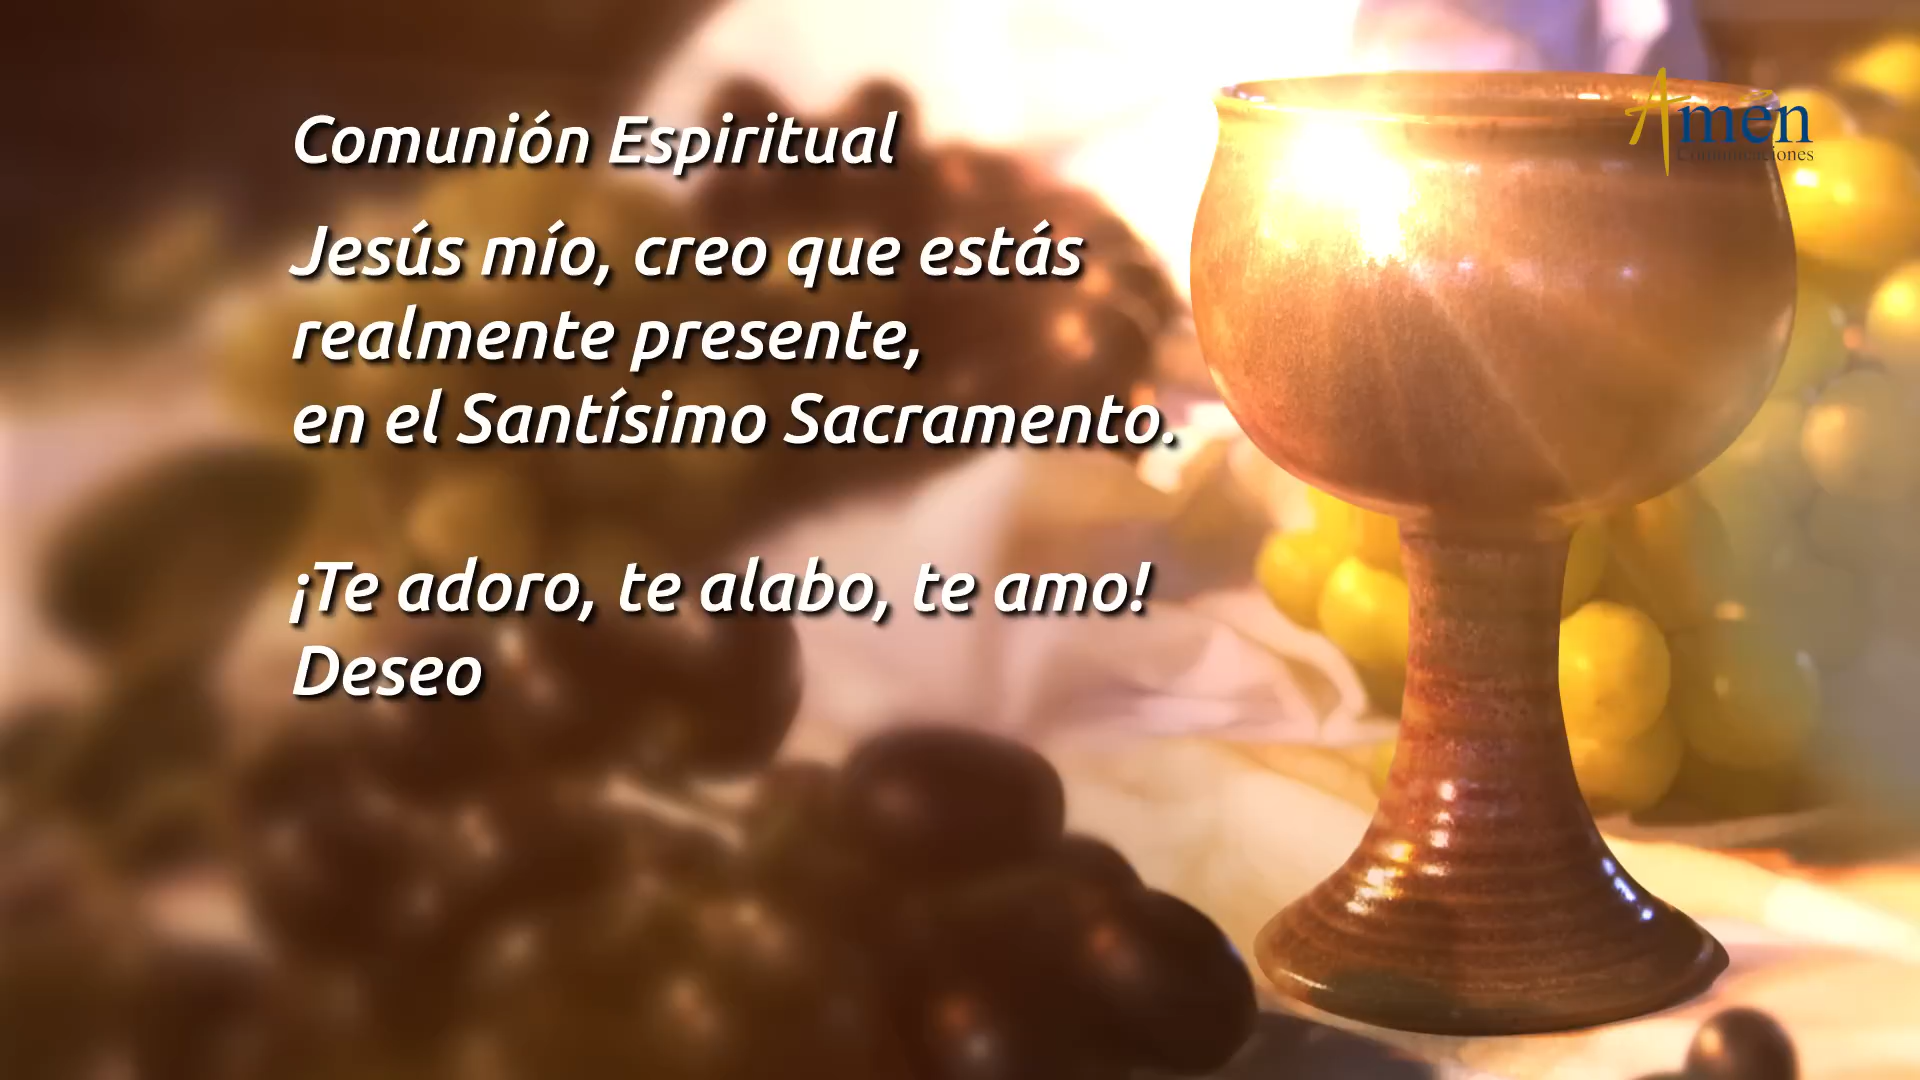 Comunión Espiritual
Jesús mío, creo que estás
realmente presente,
en el Santísimo Sacramento.
¡Te adoro, te alabo, te amo!
Deseo
Amén
Comunicaciones